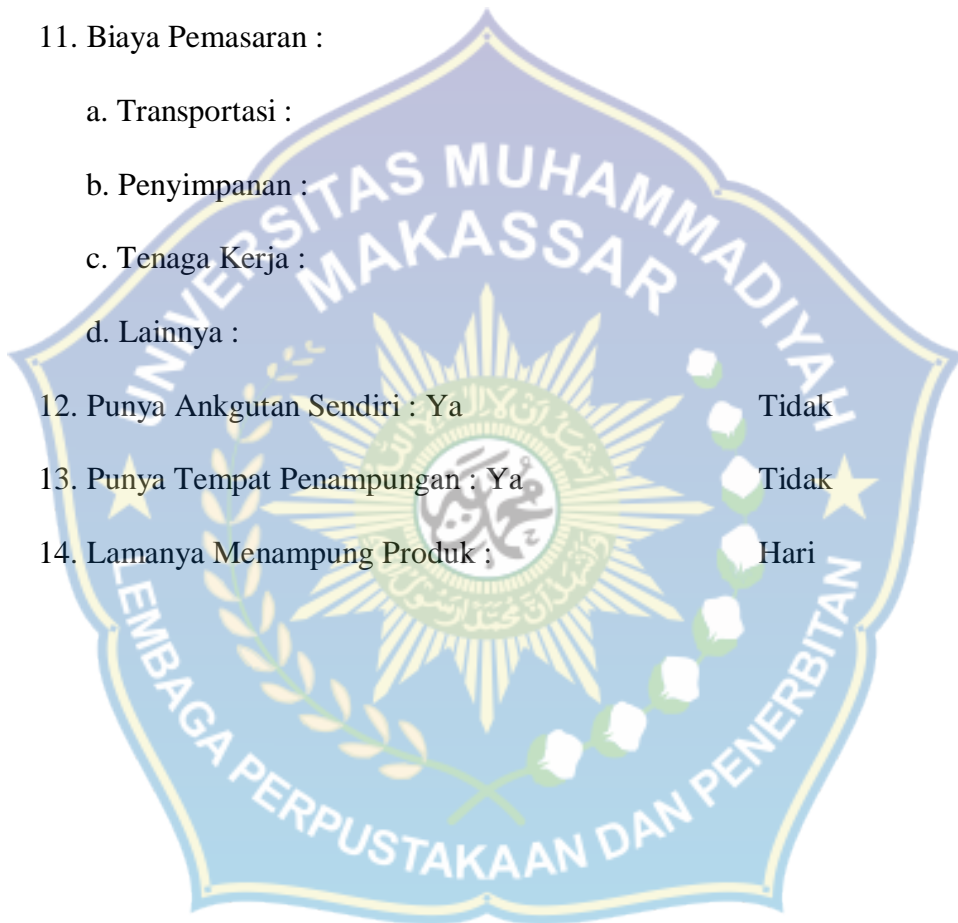 11. Biaya Pemasaran :
a. Transportasi :
b. Penyimpanan :
c. Tenaga Kerja :
d. Lainnya :
12. Punya Ankgutan Sendiri : Ya Tidak
13. Punya Tempat Penampungan : Ya Tidak
14. Lamanya Menampung Produk : Hari
UNIVERSITAS MUHAMMADIYAH
MAKASSAR
LEMBAGA PERPUSTAKAAN DAN PENERBITAN